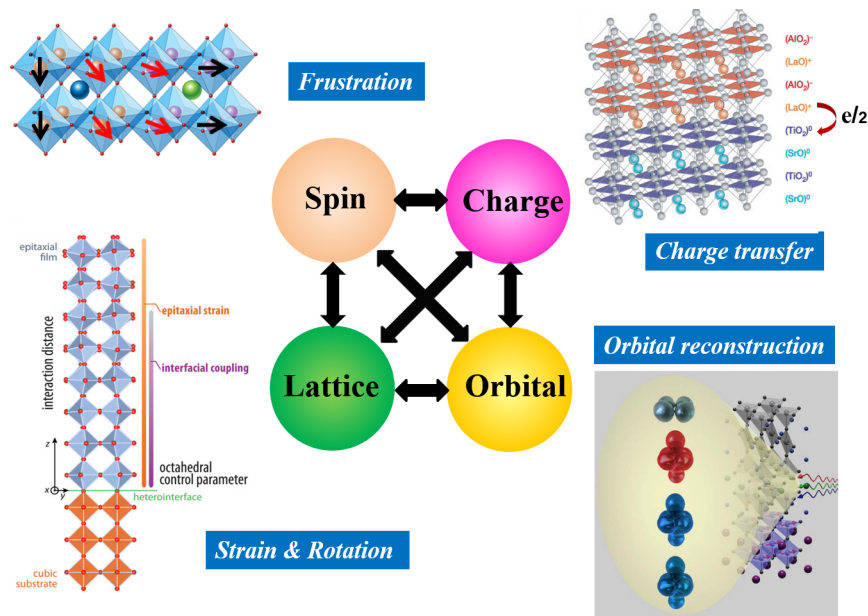 Frustration
(AlO₂)⁻
(LaO)⁺
(AlO₂)⁻
(LaO)⁺
e/2
(TiO₂)⁰
(SrO)⁰
(TiO₂)⁰
(SrO)⁰
Charge transfer
Spin
Charge
Lattice
Orbital
epitaxial
film
epitaxial strain
interaction distance
interfacial coupling
z
x
y
octahedral
control parameter
heterointerface
cubic
substrate
Strain & Rotation
Orbital reconstruction